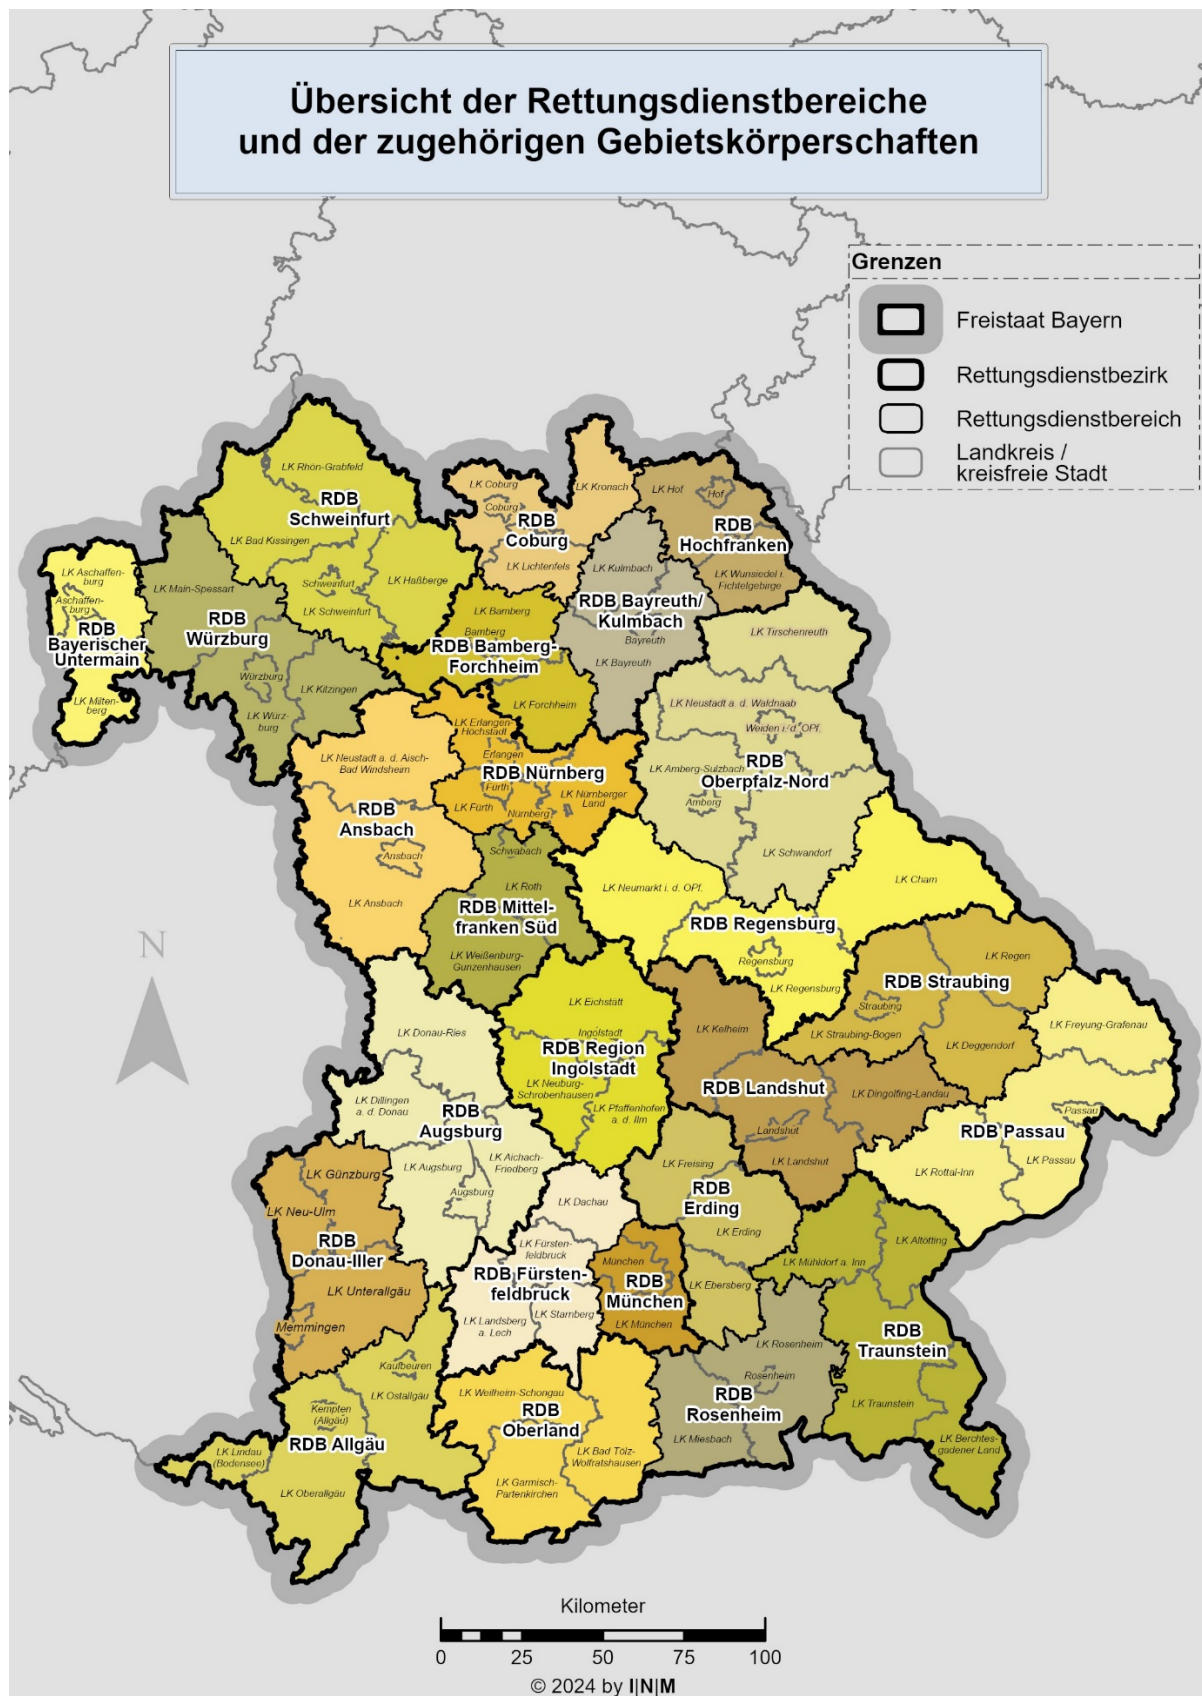 Übersicht der Rettungsdienstbereiche
und der zugehörigen Gebietskörperschaften
Grenzen
Freistaat Bayern
Rettungsdienstbezirk
Rettungsdienstbereich
Landkreis /
kreisfreie Stadt
LK Rhön-Grabfeld
RDB
Schweinfurt
LK Bad Kissingen
LK Haßberge
Schweinfurt
LK Schweinfurt
LK Coburg
Coburg
LK Kronach
RDB
Coburg
LK Lichtenfels
LK Hof
Hof
RDB
Hochfranken
LK Wunsiedel i.
Fichtelgebirge
LK Aschaffen-
burg
Aschaffen-
burg
RDB
Bayerischer
Untermain
LK Milten-
berg
LK Main-Spessart
RDB
Würzburg
Würzburg
LK Kitzingen
LK Würz-
burg
LK Bamberg
Bamberg
RDB Bamberg-
Forchheim
LK Forchheim
LK Kulmbach
RDB Bayreuth/
Kulmbach
Bayreuth
LK Bayreuth
LK Tirschenreuth
LK Neustadt a. d. Waldnaab
Weiden i. d. OPf.
LK Amberg-Sulzbach
RDB
Oberpfalz-Nord
Amberg
LK Schwandorf
LK Neustadt a. d. Aisch-
Bad Windsheim
RDB
Ansbach
Ansbach
LK Ansbach
LK Erlangen-
Höchstadt
Erlangen
RDB Nürnberg
Fürth
LK Fürth
Nürnberg
LK Nürnberger
Land
Schwabach
LK Roth
RDB Mittel-
franken Süd
LK Weißenburg-
Gunzenhausen
LK Neumarkt i. d. OPf.
LK Cham
RDB Regensburg
Regensburg
LK Regensburg
LK Regen
RDB Straubing
Straubing
LK Straubing-Bogen
LK Deggendorf
LK Freyung-Grafenau
Passau
RDB Passau
LK Passau
LK Rottal-Inn
N
LK Donau-Ries
LK Dillingen
a. d. Donau
RDB
Augsburg
LK Augsburg
LK Aichach-
Friedberg
Augsburg
LK Eichstätt
Ingolstadt
RDB Region
Ingolstadt
LK Neuburg-
Schrobenhausen
LK Pfaffenhofen
a. d. Ilm
LK Kelheim
RDB Landshut
LK Dingolfing-Landau
Landshut
LK Landshut
LK Günzburg
LK Neu-Ulm
RDB
Donau-Iller
LK Unterallgäu
Memmingen
LK Dachau
LK Fürsten-
feldbruck
RDB Fürsten-
feldbruck
LK Landsberg
a. Lech
LK Starnberg
LK Freising
RDB
Erding
LK Erding
LK Ebersberg
München
RDB
München
LK München
LK Altötting
LK Mühldorf a. Inn
RDB
Traunstein
LK Traunstein
LK Berchtes-
gadener Land
LK Rosenheim
Rosenheim
RDB
Rosenheim
LK Miesbach
Kaufbeuren
LK Ostallgäu
Kempten
(Allgäu)
RDB Allgäu
LK Lindau
(Bodensee)
LK Oberallgäu
LK Weilheim-Schongau
RDB
Oberland
LK Bad Tölz-
Wolfratshausen
LK Garmisch-
Partenkirchen
Kilometer
0 25 50 75 100
© 2024 by I|N|M